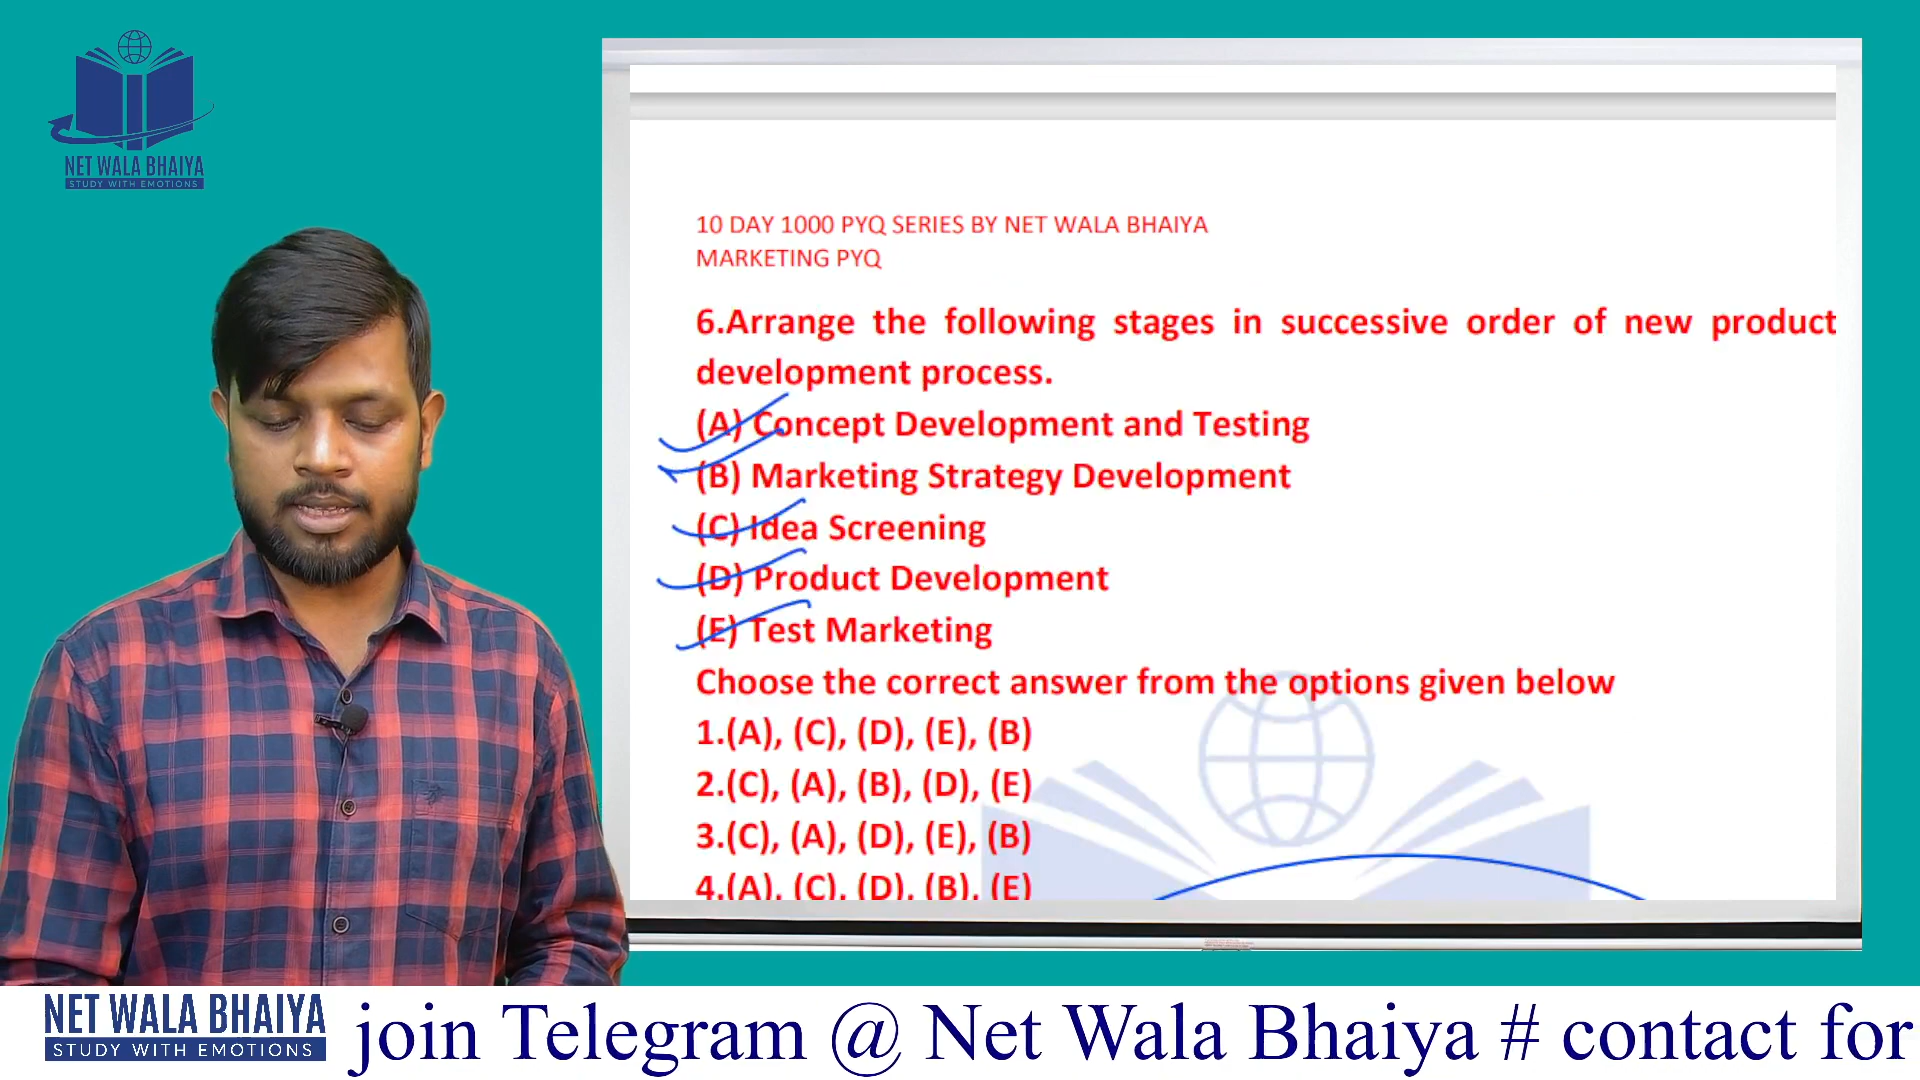 NET WALA BHAIYA
STUDY WITH EMOTIONS
10 DAY 1000 PYQ SERIES BY NET WALA BHAIYA
MARKETING PYQ
6.Arrange the following stages in successive order of new product
development process.
(A) Concept Development and Testing
(B) Marketing Strategy Development
(C) Idea Screening
(D) Product Development
(E) Test Marketing
Choose the correct answer from the options given below
1.(A), (C), (D), (E), (B)
2.(C), (A), (B), (D), (E)
3.(C), (A), (D), (E), (B)
4.(A), (C), (D), (B), (E)
NET WALA BHAIYA
STUDY WITH EMOTIONS
join Telegram @ Net Wala Bhaiya # contact for